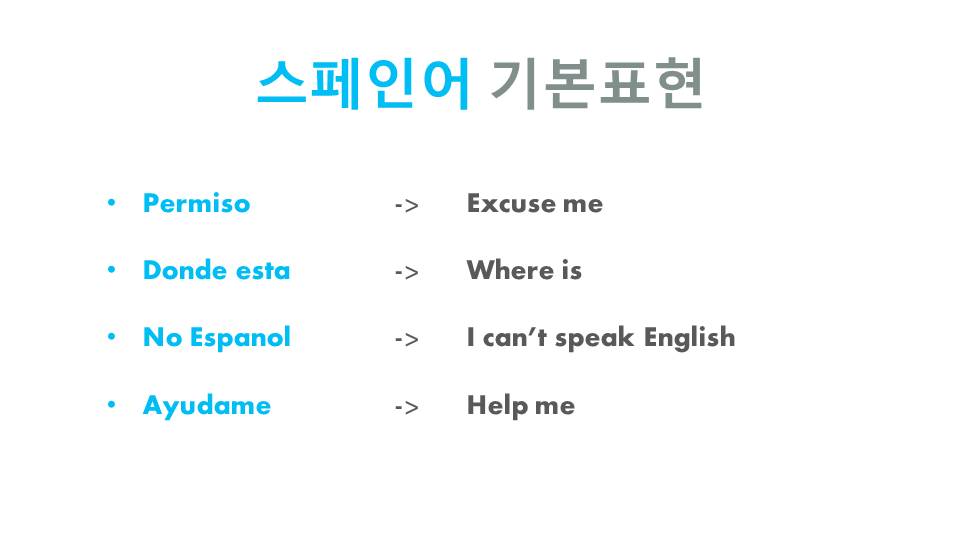 스페인어 기본표현
• Permiso -> Excuse me
• Donde esta -> Where is
• No Espanol -> I can’t speak English
• Ayudame -> Help me